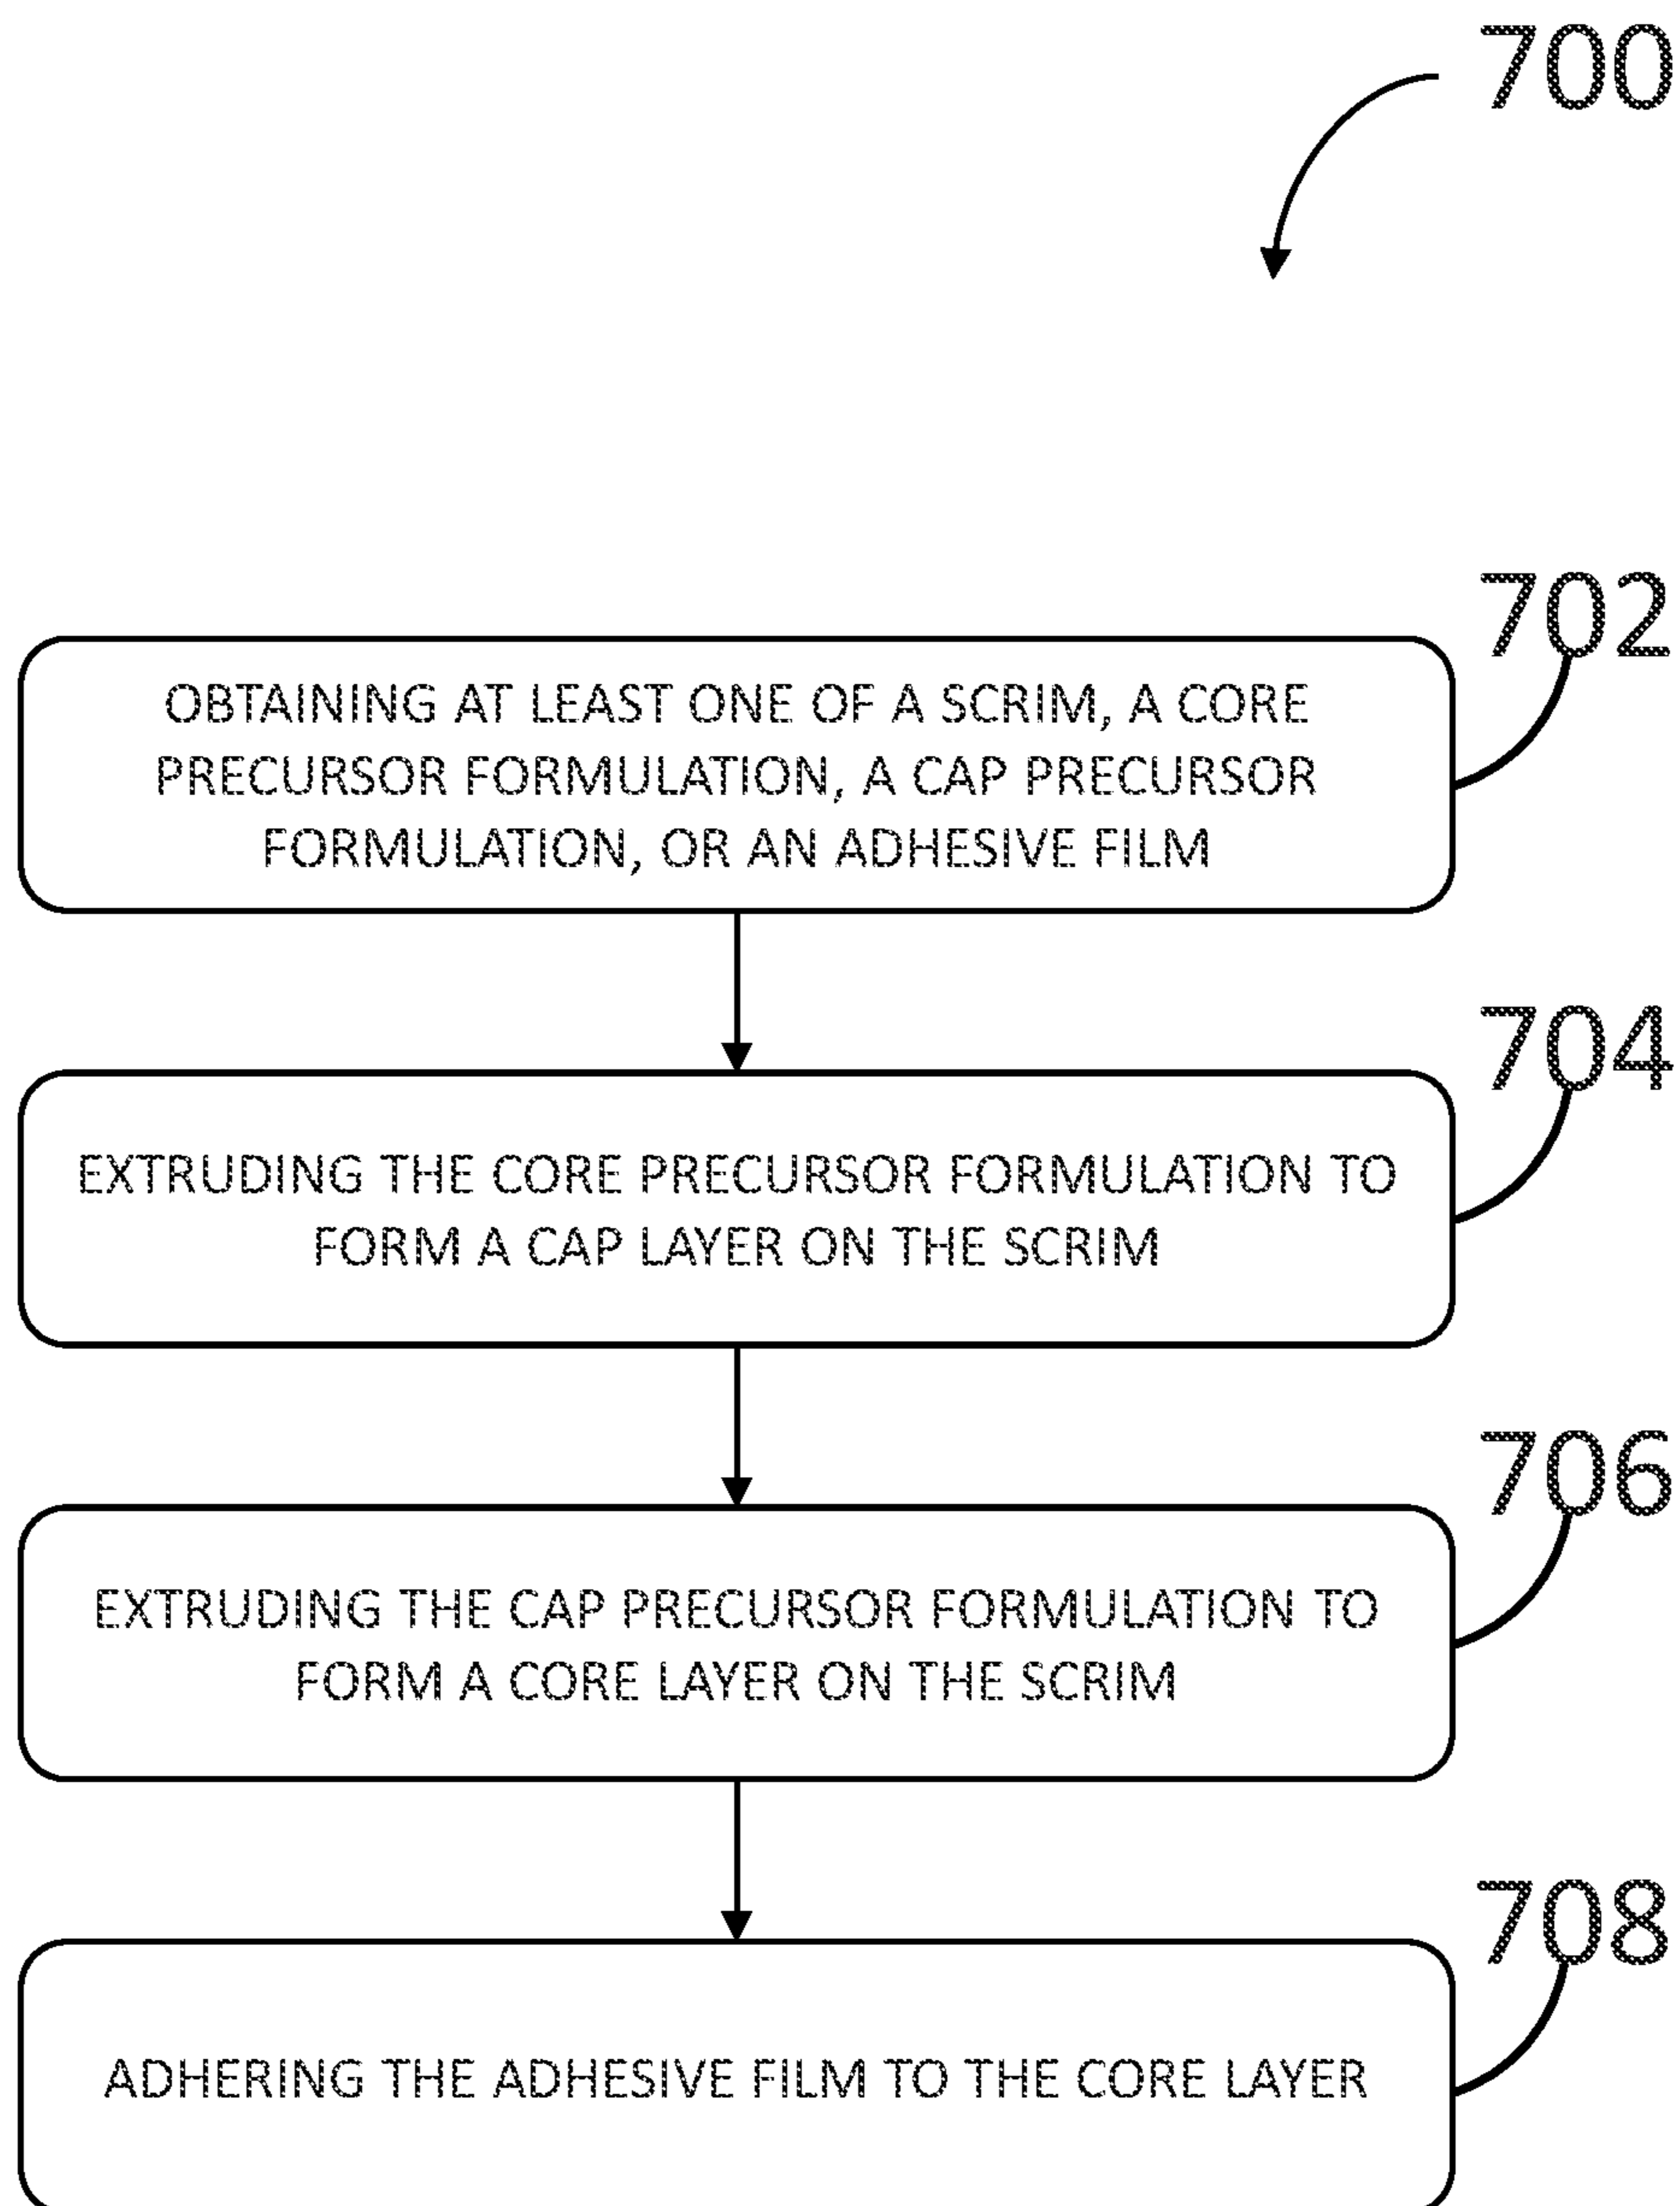 700
702
OBTAINING AT LEAST ONE OF A SCRIM, A CORE
PRECURSOR FORMULATION, A CAP PRECURSOR
FORMULATION, OR AN ADHESIVE FILM
704
EXTRUDING THE CORE PRECURSOR FORMULATION TO
FORM A CAP LAYER ON THE SCRIM
706
EXTRUDING THE CAP PRECURSOR FORMULATION TO
FORM A CORE LAYER ON THE SCRIM
708
ADHERING THE ADHESIVE FILM TO THE CORE LAYER